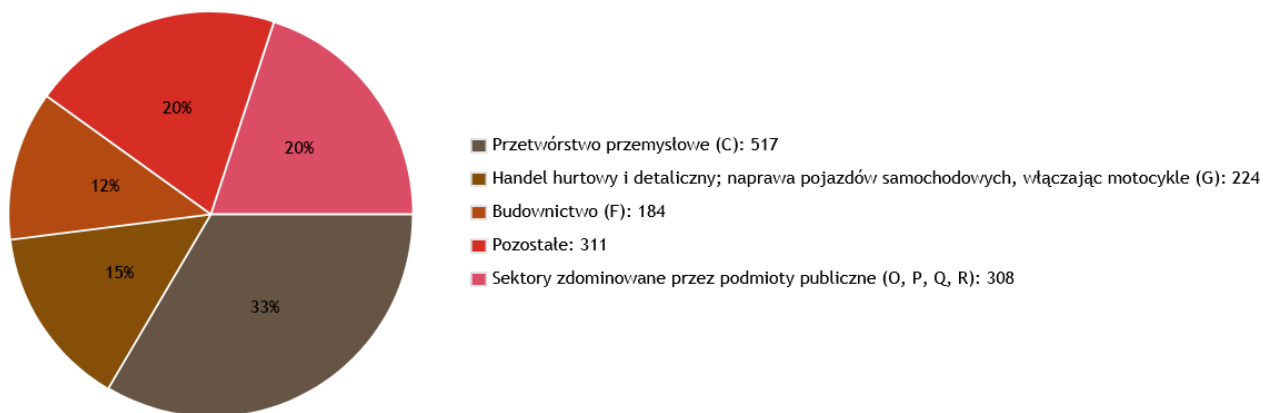 20%
20%
12%
15%
33%
Przetwórstwo przemysłowe (C): 517
Handel hurtowy i detaliczny; naprawa pojazdów samochodowych, włączając motocykle (G): 224
Budownictwo (F): 184
Pozostałe: 311
Sektory zdominowane przez podmioty publiczne (O, P, Q, R): 308